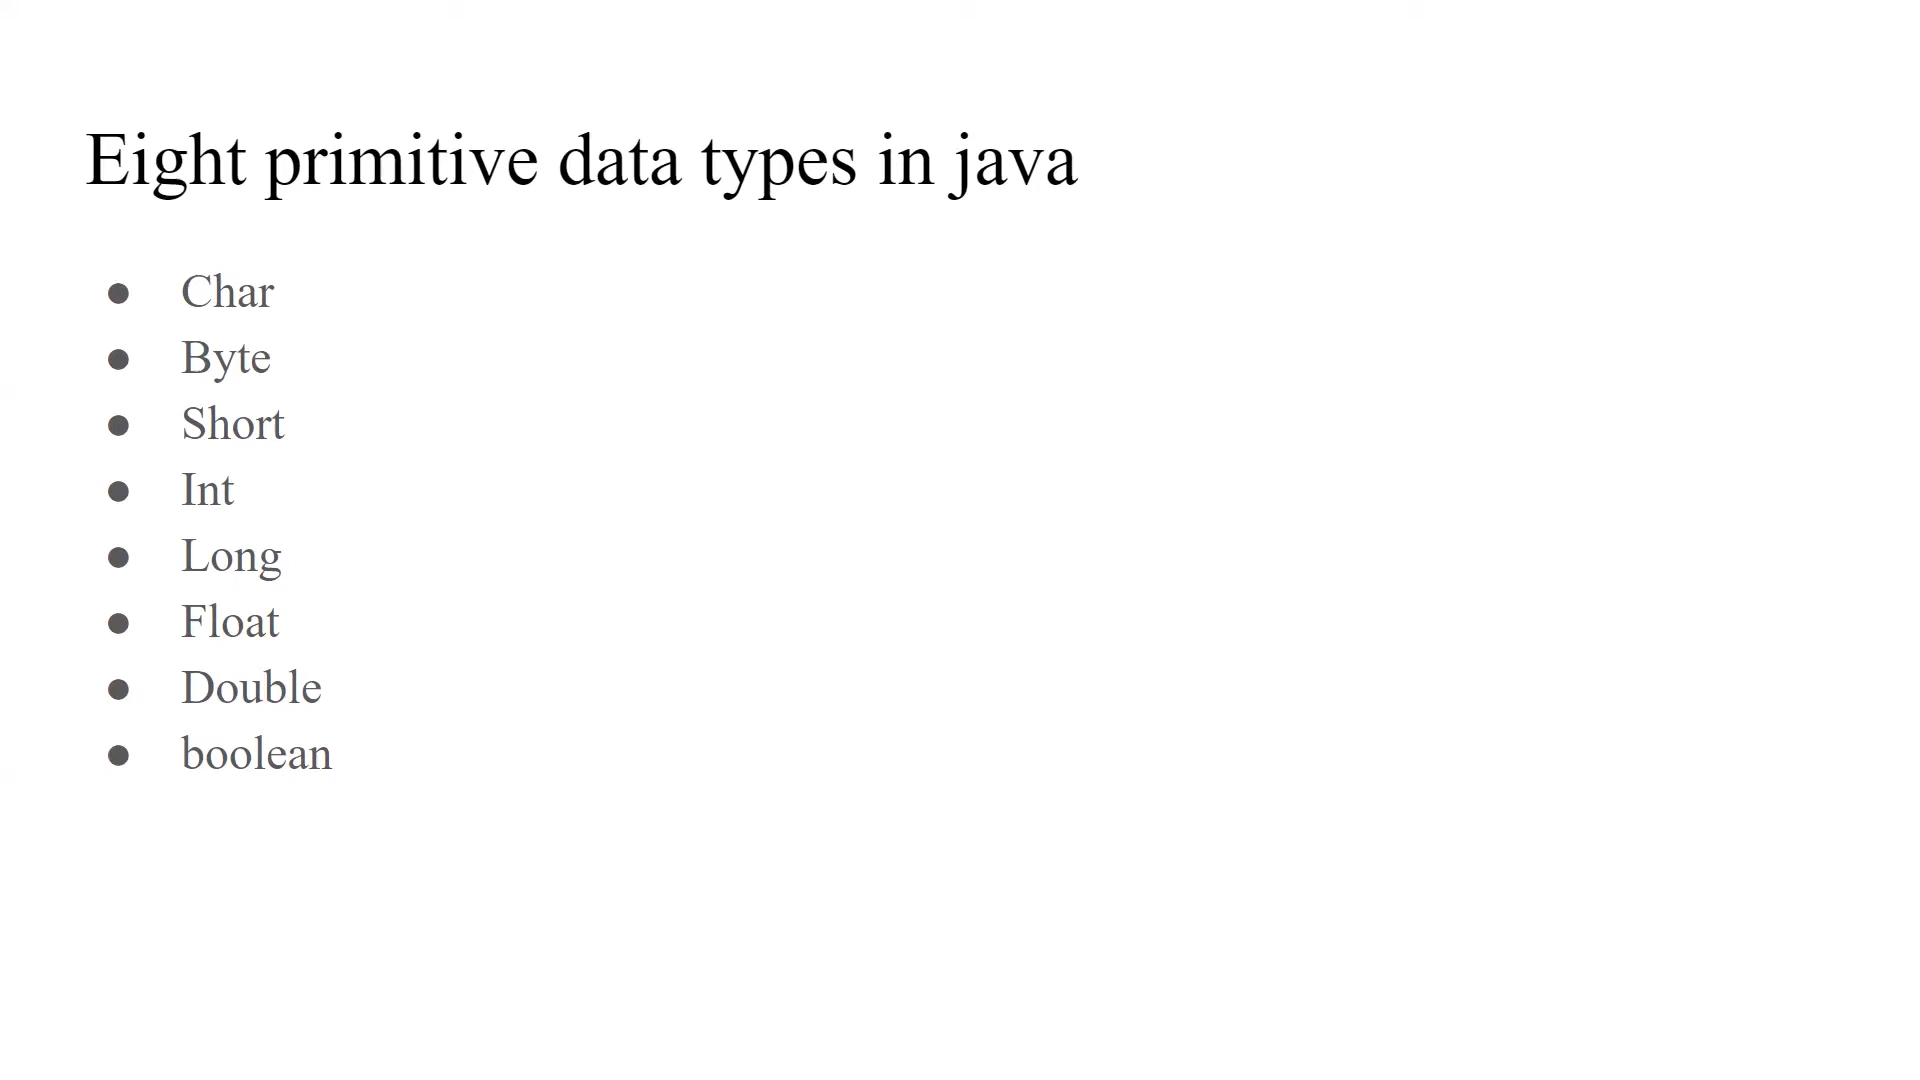 Eight primitive data types in java
● Char
● Byte
● Short
● Int
● Long
● Float
● Double
● boolean